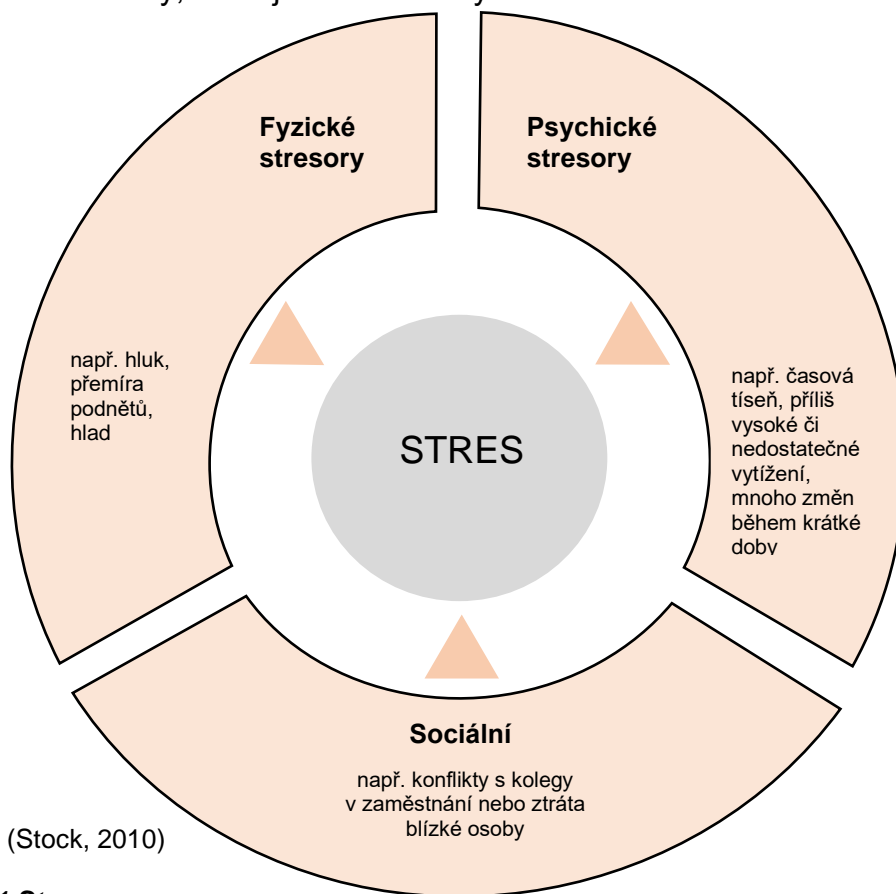 Fyzické
stresory
Psychické
stresory
např. hluk,
přemíra
podnětů,
hlad
např. časová
tíseň, příliš
vysoké či
nedostatečné
vytížení,
mnoho změn
během krátké
doby
STRES
Sociální
např. konflikty s kolegy
v zaměstnání nebo ztráta
blízké osoby
(Stock, 2010)